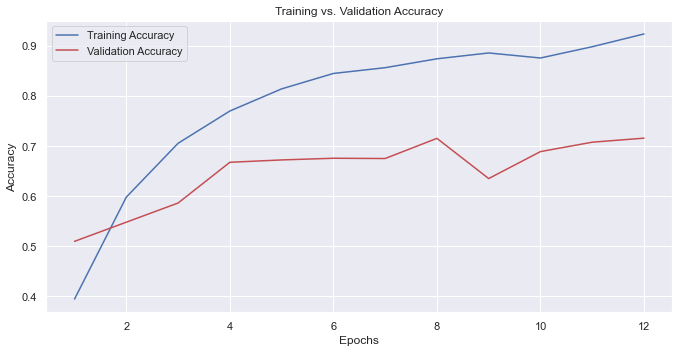 Training vs. Validation Accuracy
Training Accuracy
Validation Accuracy
Accuracy
0.9
0.8
0.7
0.6
0.5
0.4
2 4 6 8 10 12
Epochs